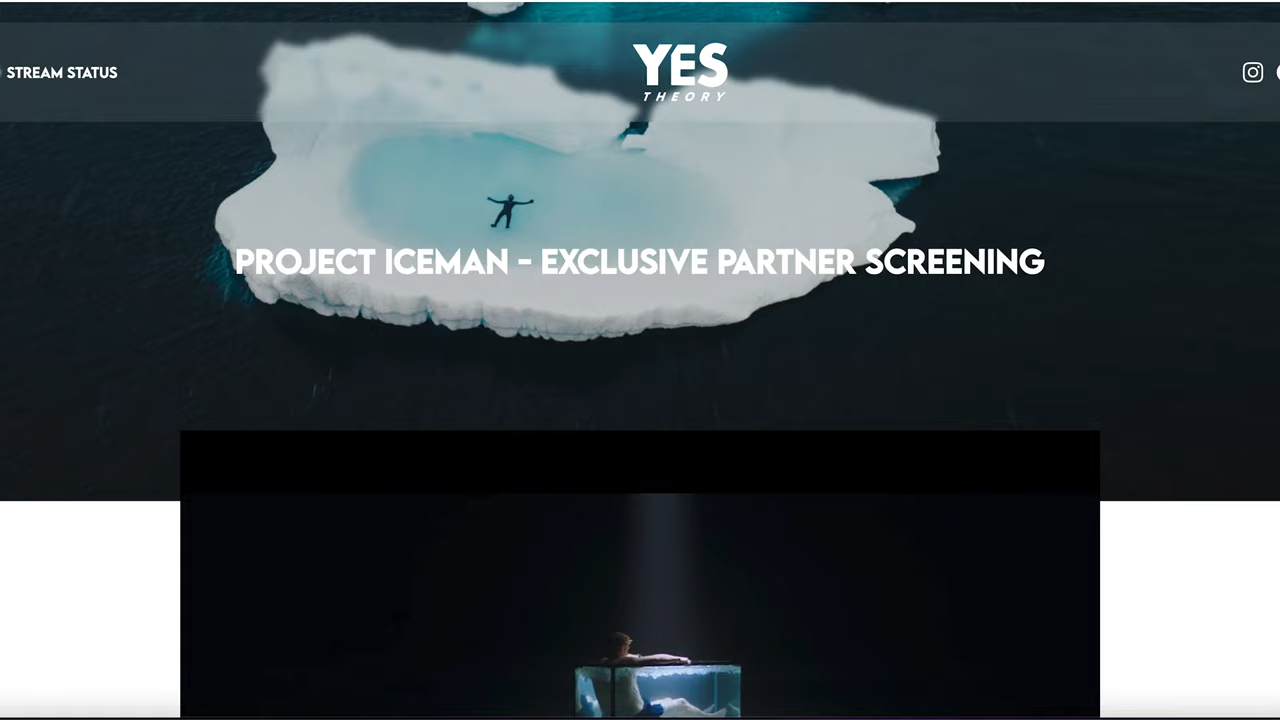 STREAM STATUS
YES
THEORY
PROJECT ICEMAN - EXCLUSIVE PARTNER SCREENING